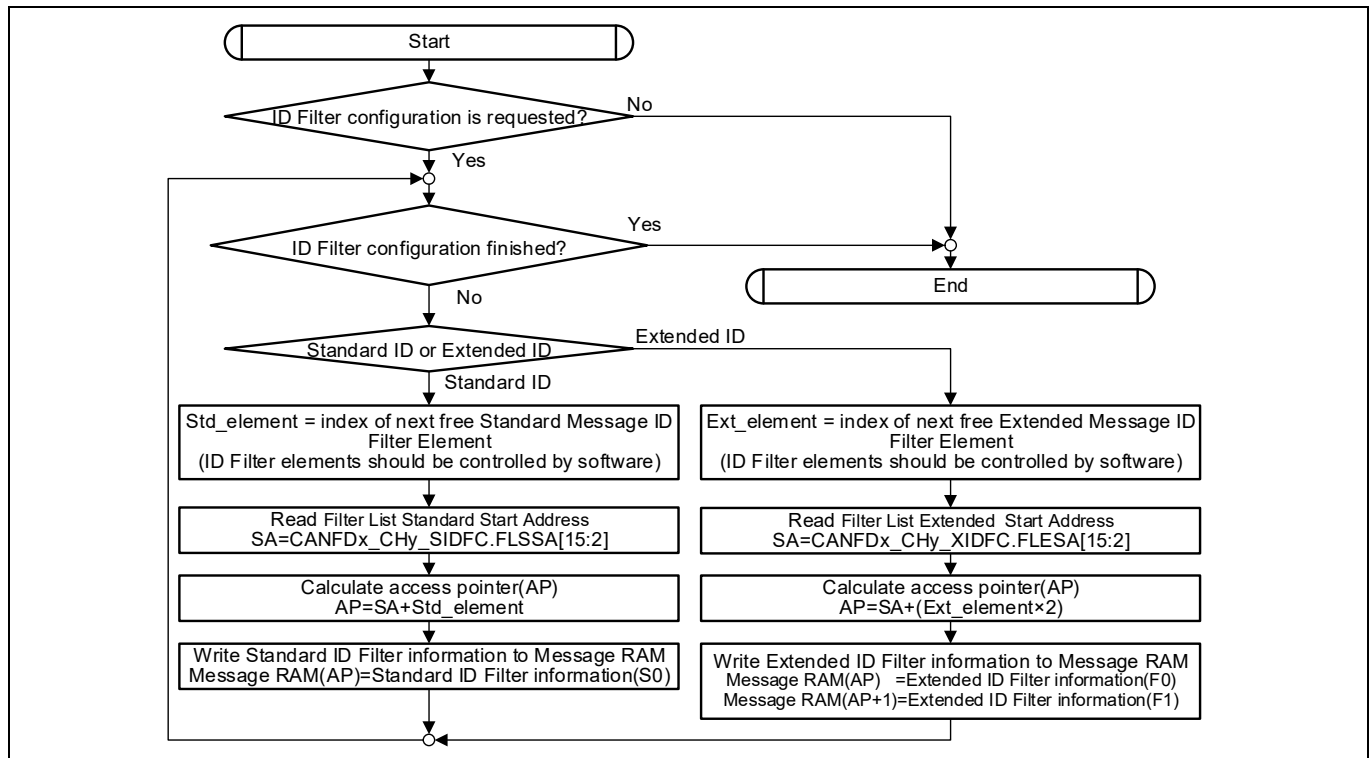 Start
ID Filter configuration is requested?
No
Yes
ID Filter configuration finished?
Yes
No
End
Standard ID or Extended ID
Extended ID
Standard ID
Std_element = index of next free Standard Message ID
Filter Element
(ID Filter elements should be controlled by software)
Read Filter List Standard Start Address
SA=CANFDx_CHy_SIDFC.FLSSA[15:2]
Calculate access pointer(AP)
AP=SA+Std_element
Write Standard ID Filter information to Message RAM
Message RAM(AP)=Standard ID Filter information(S0)
Ext_element = index of next free Extended Message ID
Filter Element
(ID Filter elements should be controlled by software)
Read Filter List Extended Start Address
SA=CANFDx_CHy_XIDFC.FLESA[15:2]
Calculate access pointer(AP)
AP=SA+(Ext_element×2)
Write Extended ID Filter information to Message RAM
Message RAM(AP) =Extended ID Filter information(F0)
Message RAM(AP+1)=Extended ID Filter information(F1)